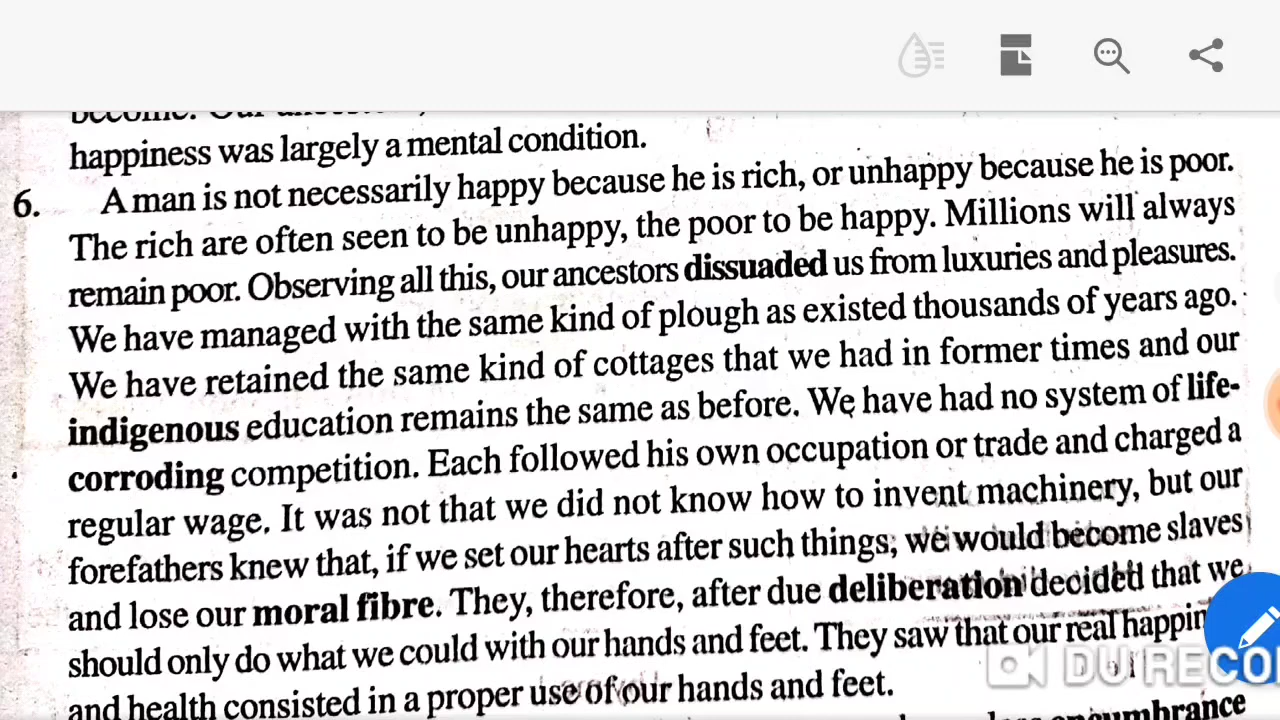 happiness was largely a mental condition.
6. A man is not necessarily happy because he is rich, or unhappy because he is poor.
The rich are often seen to be unhappy, the poor to be happy. Millions will always
remain poor. Observing all this, our ancestors dissuaded us from luxuries and pleasures.
We have managed with the same kind of plough as existed thousands of years ago.
We have retained the same kind of cottages that we had in former times and our
indigenous education remains the same as before. We have had no system of life-
corroding competition. Each followed his own occupation or trade and charged a
regular wage. It was not that we did not know how to invent machinery, but our
forefathers knew that, if we set our hearts after such things, we would become slaves
and lose our moral fibre. They, therefore, after due deliberation decided that we
should only do what we could with our hands and feet. They saw that our real
DU RECO
and health consisted in a proper use of our hands and feet.
encumbrance